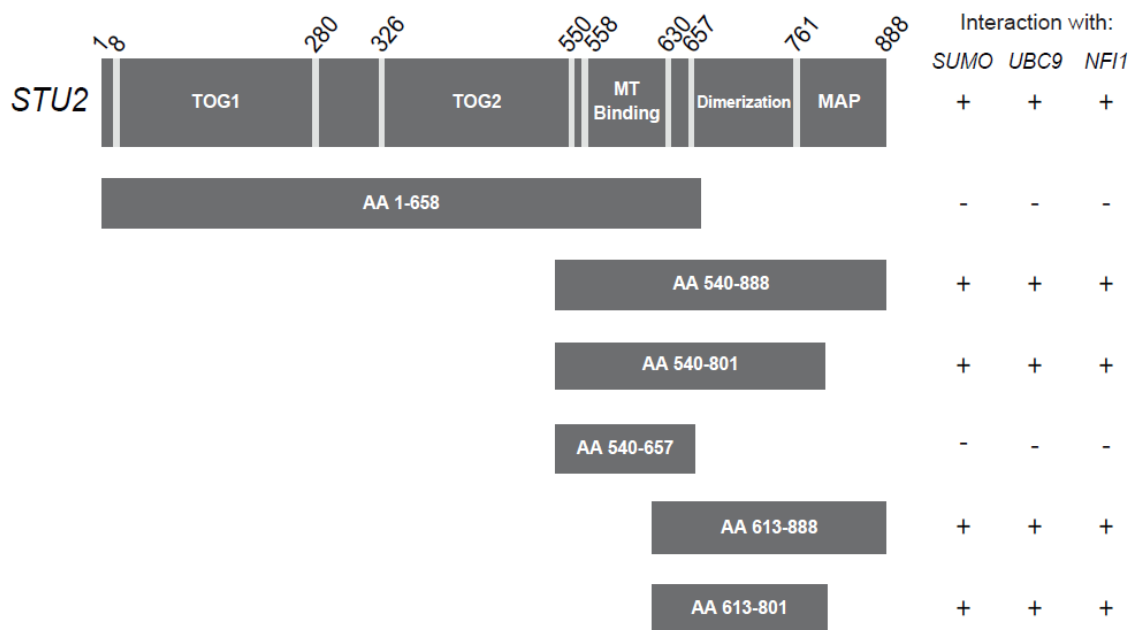 Interaction with:
1 8 280 326 550 558 630 657 761 888
SUMO UBC9 NFI1
STU2 TOG1 TOG2 MT Binding Dimerization MAP + + +
AA 1-658 - - -
AA 540-888 + + +
AA 540-801 + + +
AA 540-657 - - -
AA 613-888 + + +
AA 613-801 + + +